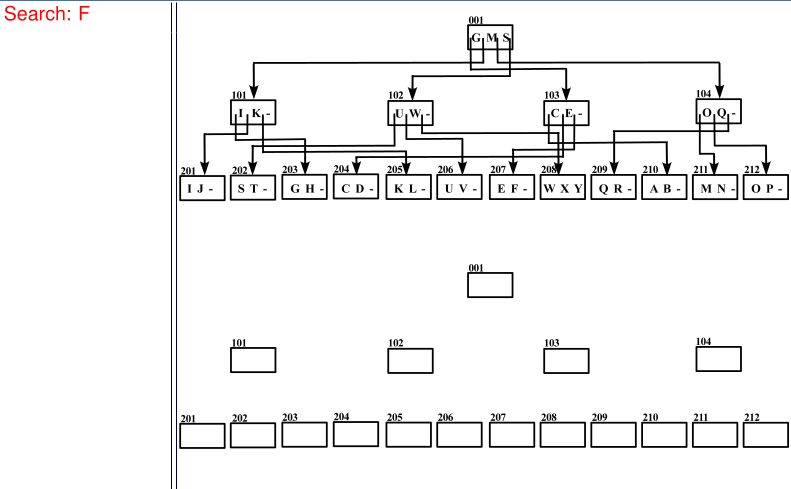 Search: F
001
G M S
101 102 103 104
I K - U W - C E - O Q -
201 202 203 204 205 206 207 208 209 210 211 212
I J - S T - G H - C D - K L - U V - E F - W X Y Q R - A B - M N - O P -
001
101 102 103 104
201 202 203 204 205 206 207 208 209 210 211 212